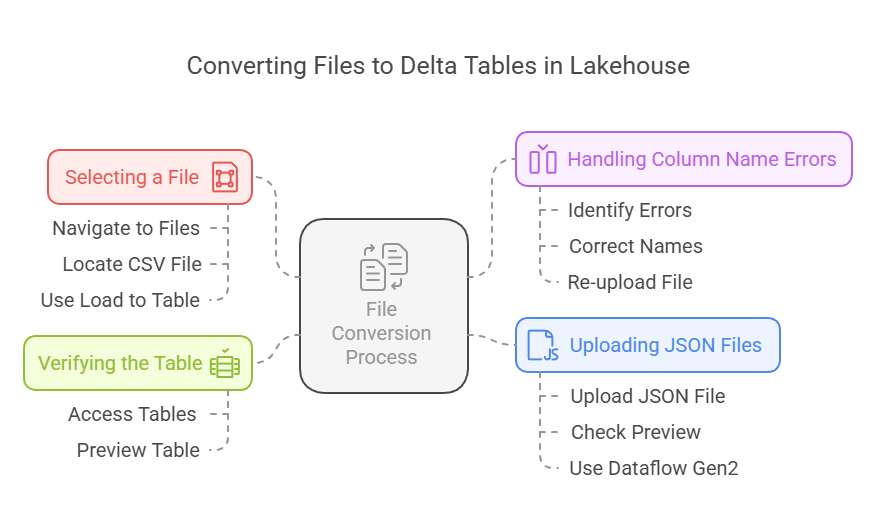 Converting Files to Delta Tables in Lakehouse
Selecting a File
Navigate to Files
Locate CSV File
Use Load to Table
Verifying the Table
Access Tables
Preview Table
File
Conversion
Process
Handling Column Name Errors
Identify Errors
Correct Names
Re-upload File
JS
Uploading JSON Files
Upload JSON File
Check Preview
Use Dataflow Gen2